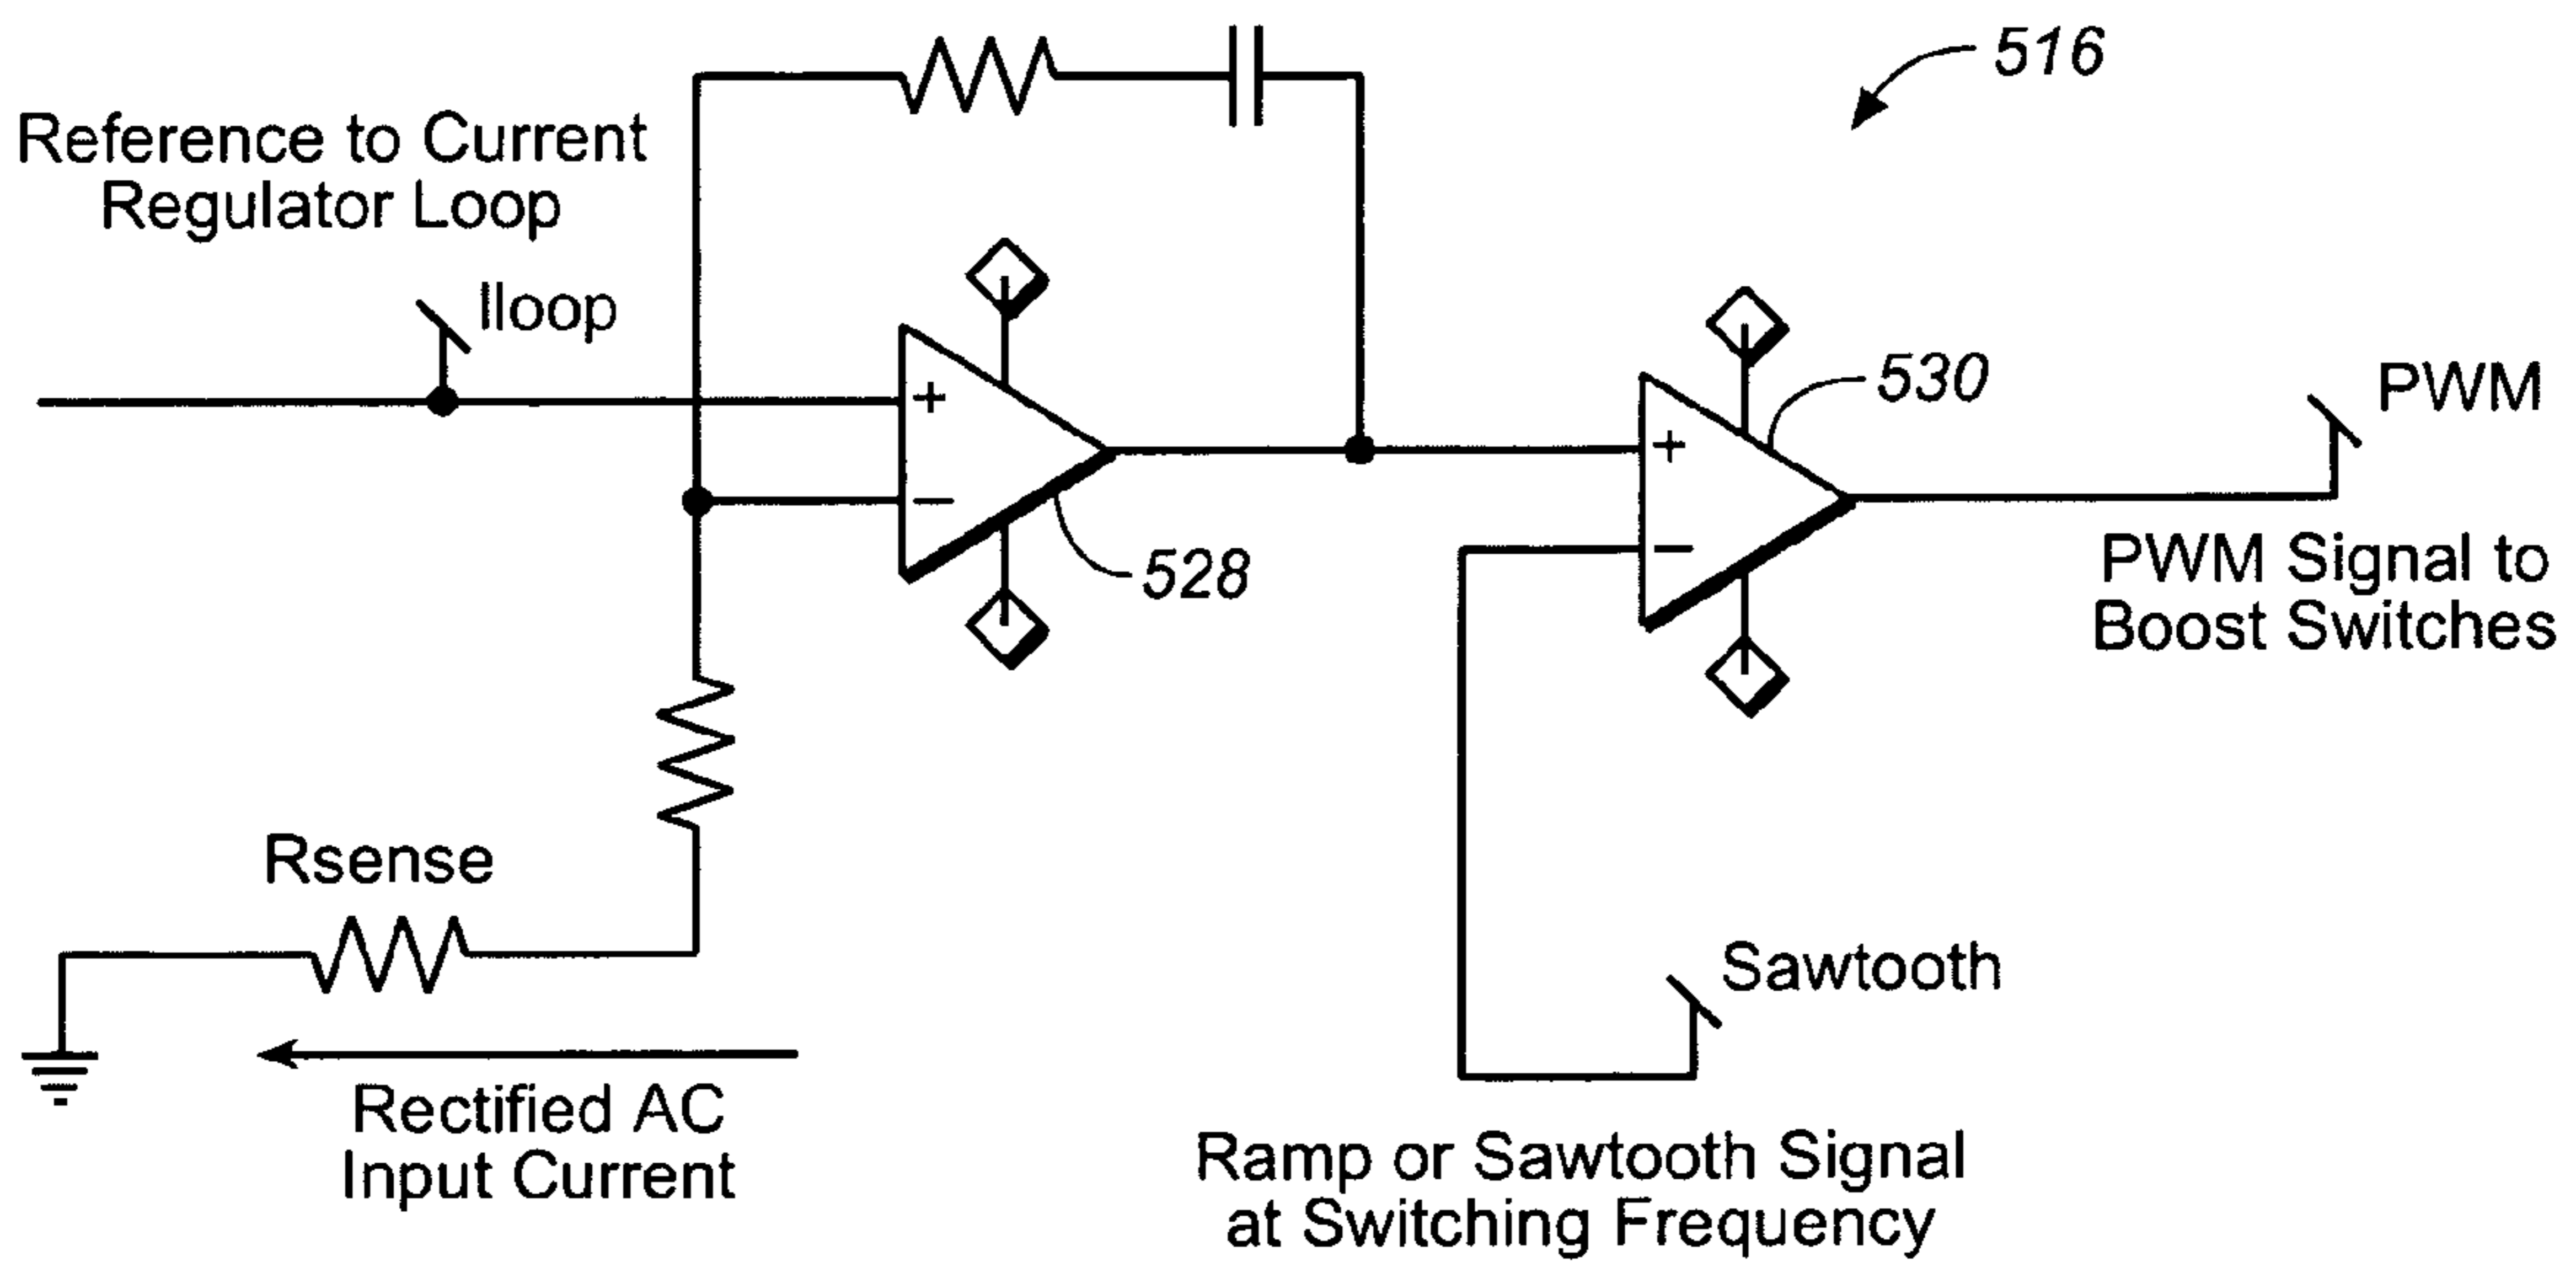 516
Reference to Current
Regulator Loop
Iloop
+
−
528
+
−
530
PWM
PWM Signal to
Boost Switches
Rsense
Rectified AC
Input Current
Sawtooth
Ramp or Sawtooth Signal
at Switching Frequency